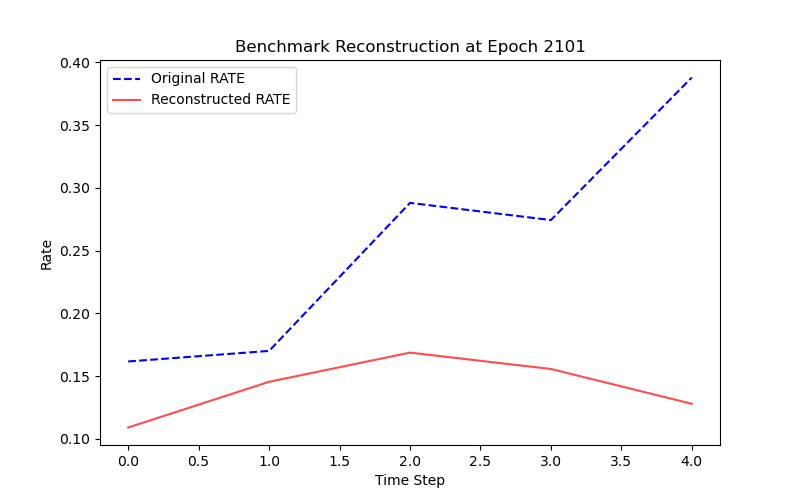 Benchmark Reconstruction at Epoch 2101
Original RATE
Reconstructed RATE
Rate
0.40
0.35
0.30
0.25
0.20
0.15
0.10
0.0 0.5 1.0 1.5 2.0 2.5 3.0 3.5 4.0
Time Step